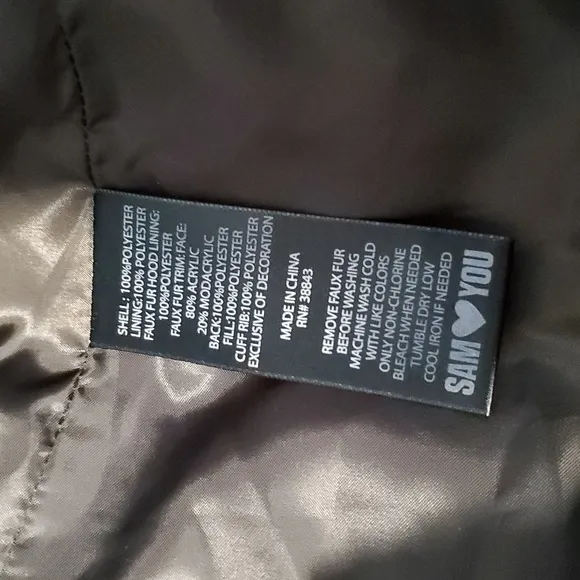 SHELL: 100%POLYESTER
LINING:100% POLYESTER
FAUX FUR HOOD LINING:
100%POLYESTER
FAUX FUR TRIM: FACE:
80% ACRYLIC
20% MODACRYLIC
BACK:100%POLYESTER
FILL:100%POLYESTER
CUFF RIB:100% POLYESTER
EXCLUSIVE OF DECORATION
MADE IN CHINA
RN# 38843
REMOVE FAUX FUR
BEFORE WASHING
MACHINE WASH COLD
WITH LIKE COLORS
ONLY NON-CHLORINE
BLEACH WHEN NEEDED
TUMBLE DRY LOW
COOL IRON IF NEEDED
SAM♥YOU